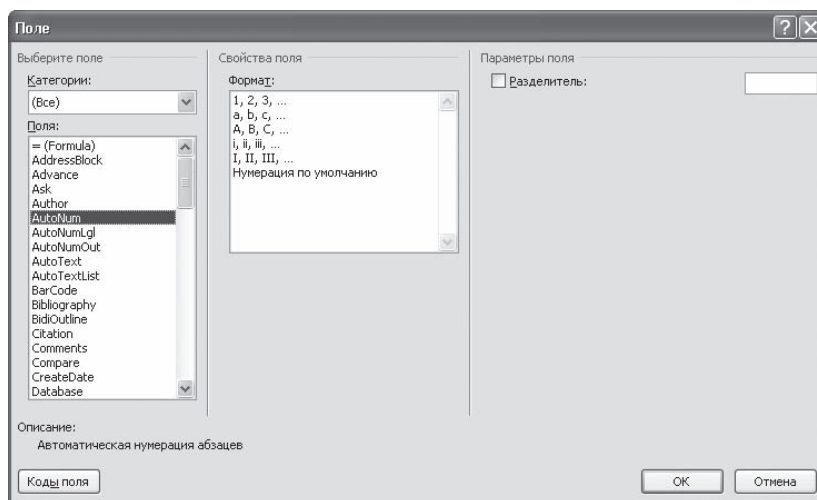 Поле
Выберите поле
Категории:
(Все)
Поля:
= (Formula)
AddressBlock
Advance
Ask
Author
AutoNum
AutoNumLgl
AutoNumOut
AutoText
AutoTextList
BarCode
Bibliography
BidiOutline
Citation
Comments
Compare
CreateDate
Database
Свойства поля
Формат:
1, 2, 3, ...
a, b, c, ...
A, B, C, ...
i, ii, iii, ...
I, II, III, ...
Нумерация по умолчанию
Параметры поля
Разделитель:
Описание:
Автоматическая нумерация абзацев
Коды поля
ОК
Отмена